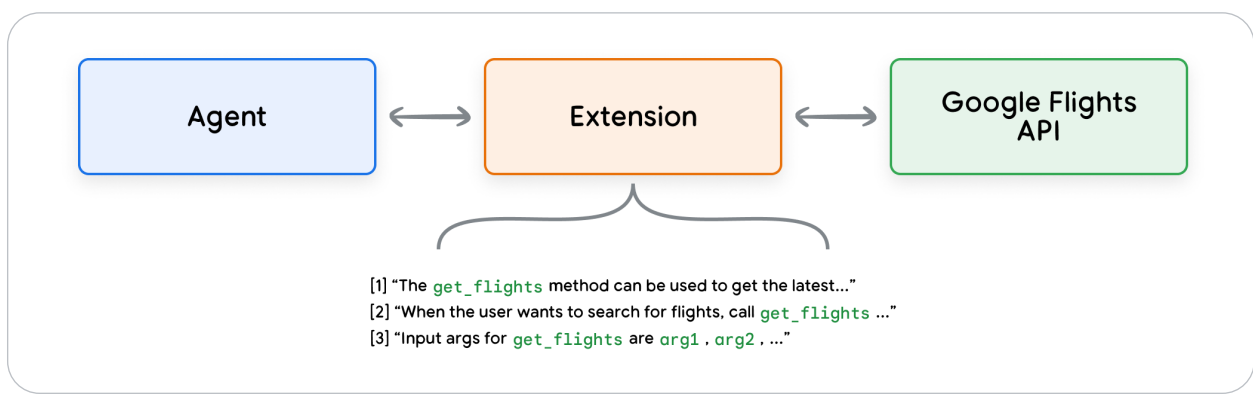 Agent
Extension
Google Flights
API
[1] “The get_flights method can be used to get the latest...”
[2] “When the user wants to search for flights, call get_flights ...”
[3] “Input args for get_flights are arg1 , arg2 , ...”